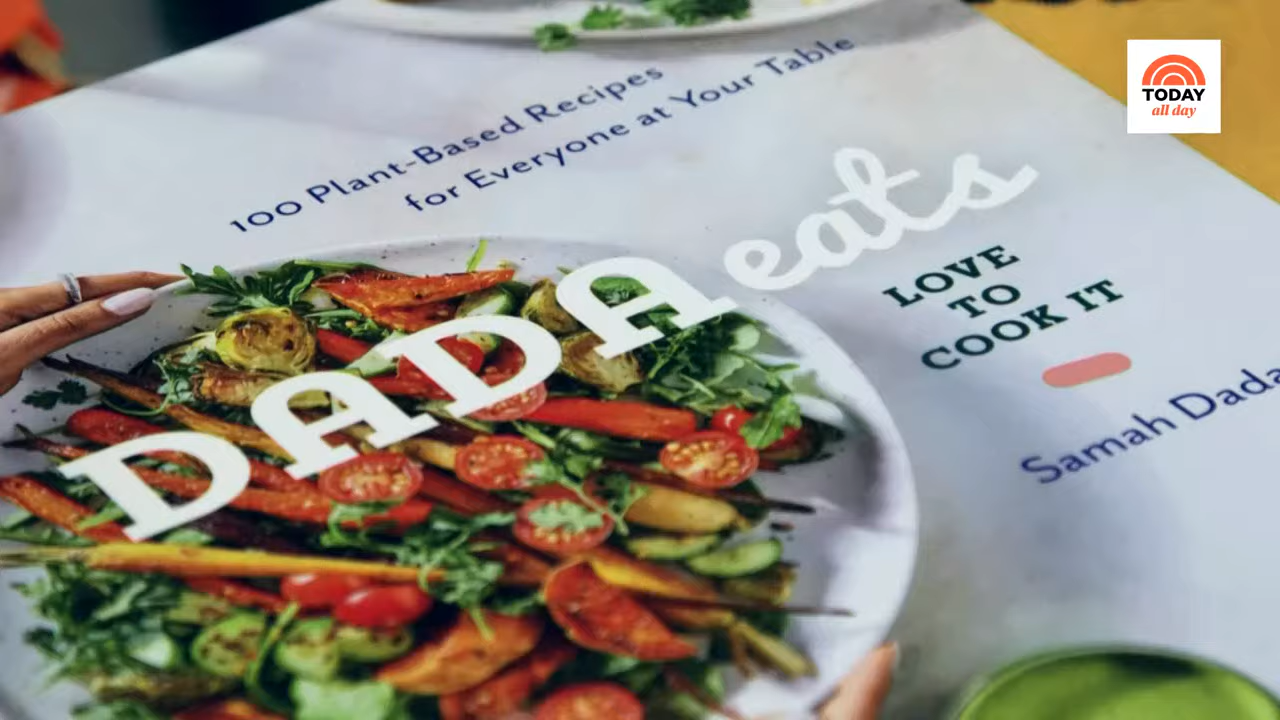 100 Plant-Based Recipes
for Everyone at Your Table
DADA eats
LOVE
TO
COOK IT
Samah Dada
TODAY
all day